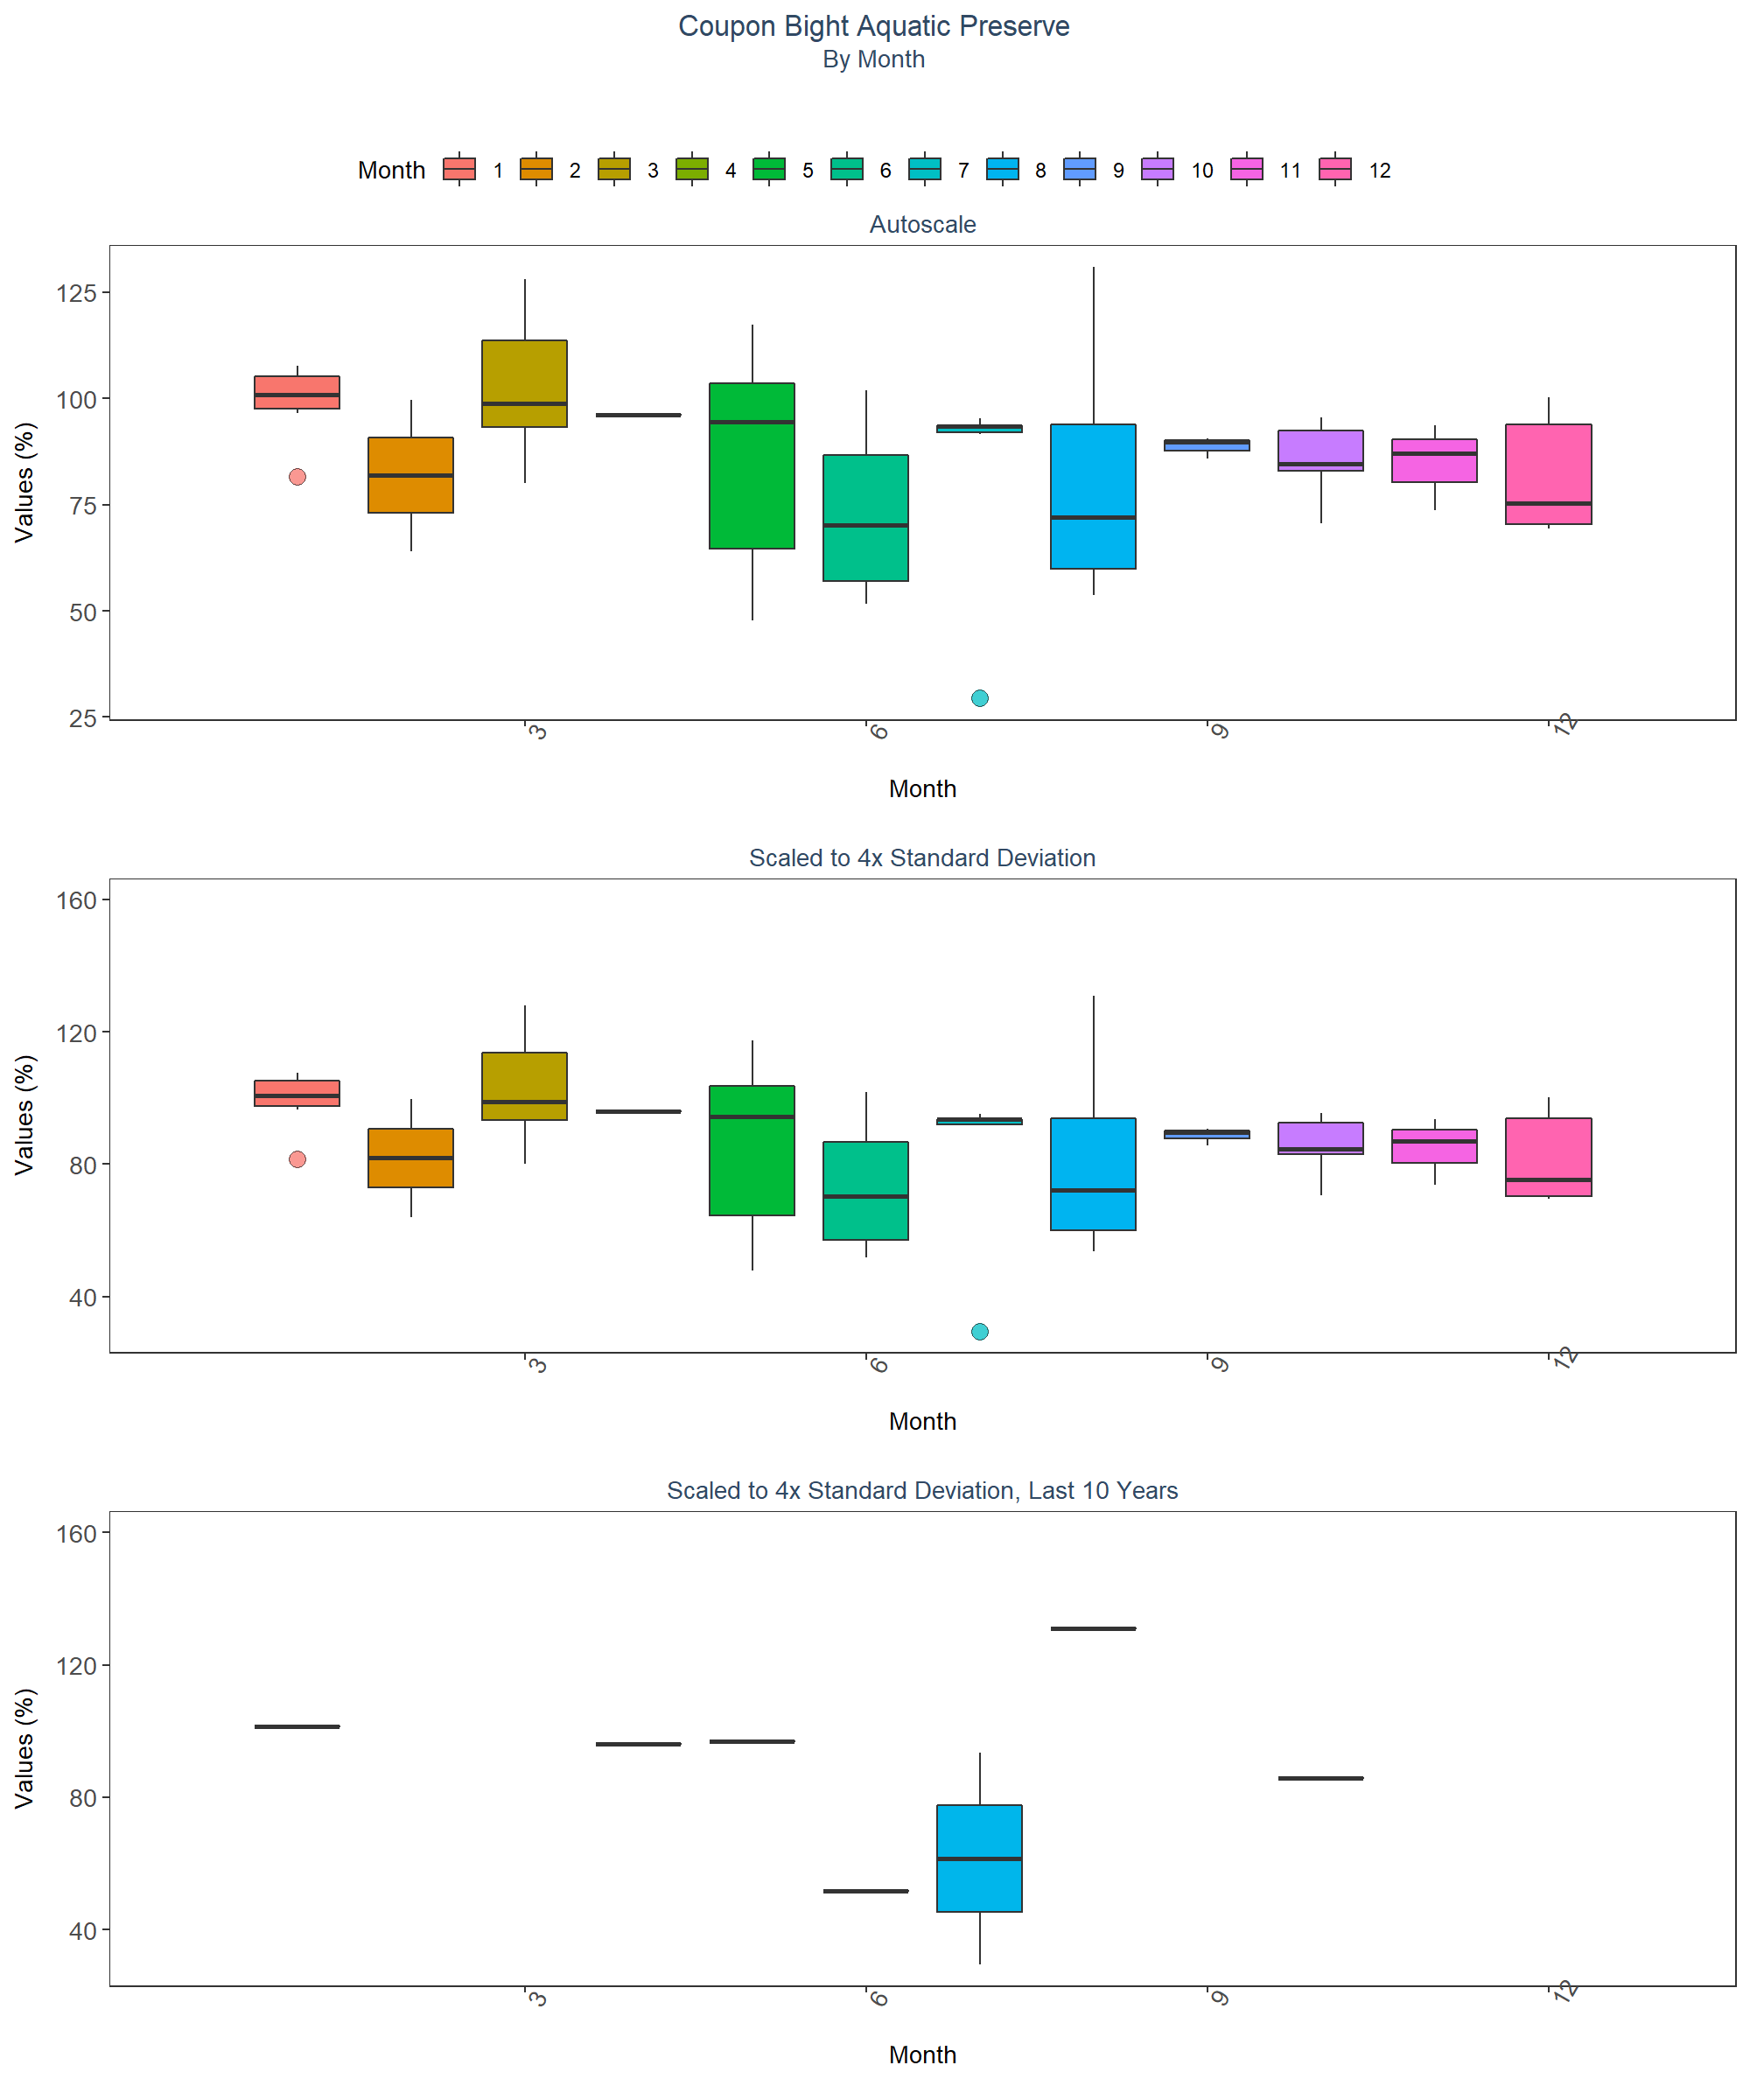 Coupon Bight Aquatic Preserve
By Month
Month 1 2 3 4 5 6 7 8 9 10 11 12
Autoscale
Values (%)
125
100
75
50
25
3 6 9 12
Month
Scaled to 4x Standard Deviation
Values (%)
160
120
80
40
3 6 9 12
Month
Scaled to 4x Standard Deviation, Last 10 Years
Values (%)
160
120
80
40
3 6 9 12
Month